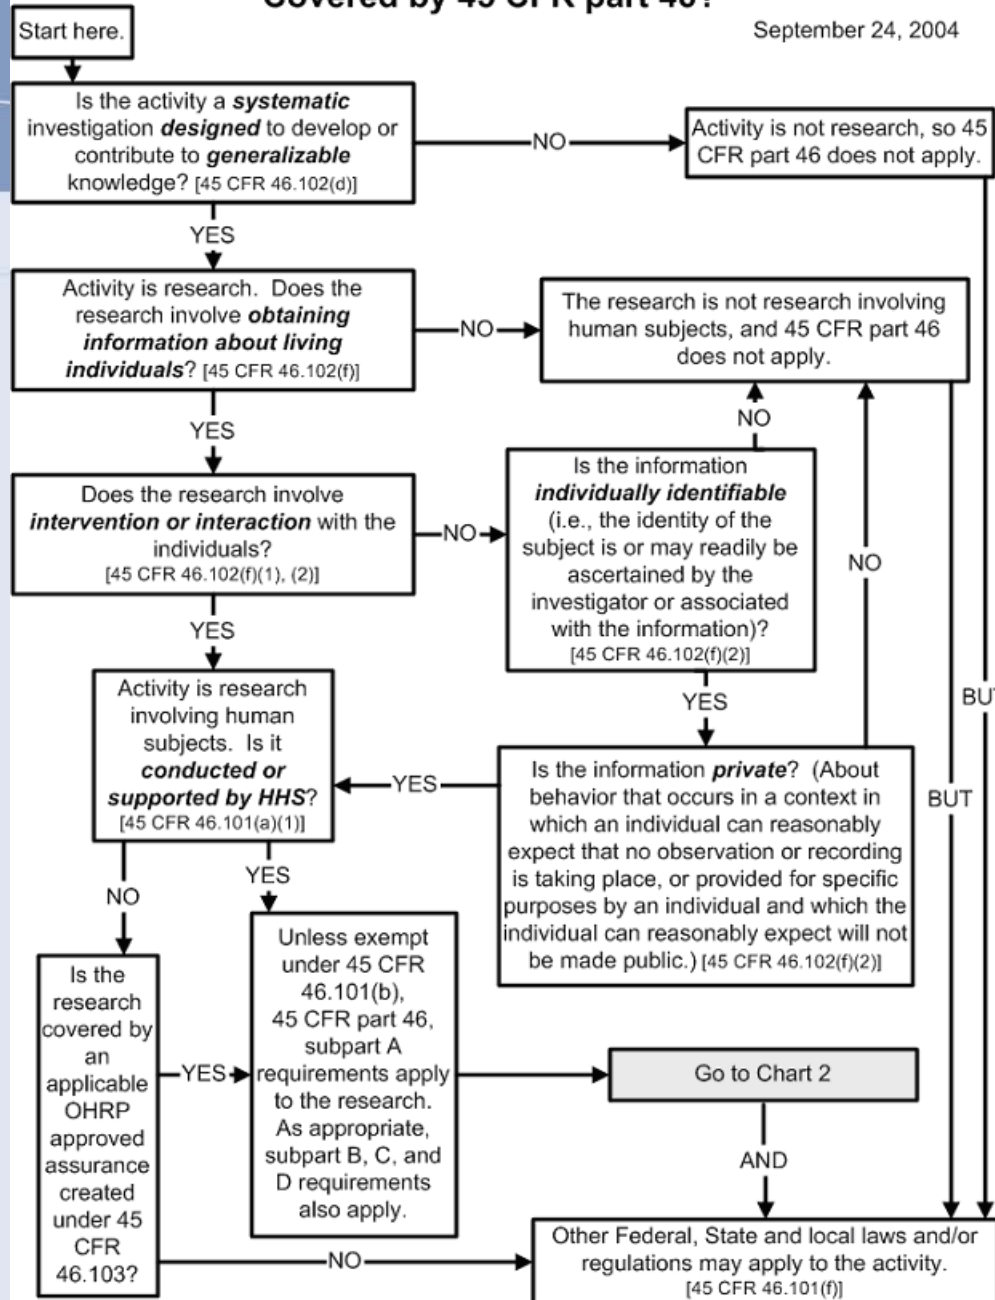 Covered by 45 CFR part 46?
September 24, 2004
Start here.
Is the activity a systematic
investigation designed to develop or
contribute to generalizable
knowledge? [45 CFR 46.102(d)]
NO
Activity is not research, so 45
CFR part 46 does not apply.
YES
Activity is research. Does the
research involve obtaining
information about living
individuals? [45 CFR 46.102(f)]
NO
The research is not research involving
human subjects, and 45 CFR part 46
does not apply.
YES
NO
Does the research involve
intervention or interaction with the
individuals?
[45 CFR 46.102(f)(1), (2)]
NO
Is the information
individually identifiable
(i.e., the identity of the
subject is or may readily be
ascertained by the
investigator or associated
with the information)?
[45 CFR 46.102(f)(2)]
NO
YES
YES
BUT
Activity is research
involving human
subjects. Is it
conducted or
supported by HHS?
[45 CFR 46.101(a)(1)]
YES
Is the information private? (About
behavior that occurs in a context in
which an individual can reasonably
expect that no observation or recording
is taking place, or provided for specific
purposes by an individual and which the
individual can reasonably expect will not
be made public.) [45 CFR 46.102(f)(2)]
BUT
NO
YES
Is the
research
covered by
an
applicable
OHRP
approved
assurance
created
under 45
CFR
46.103?
YES
Unless exempt
under 45 CFR
46.101(b),
45 CFR part 46,
subpart A
requirements apply
to the research.
As appropriate,
subpart B, C, and
D requirements
also apply.
Go to Chart 2
AND
NO
Other Federal, State and local laws and/or
regulations may apply to the activity.
[45 CFR 46.101(f)]